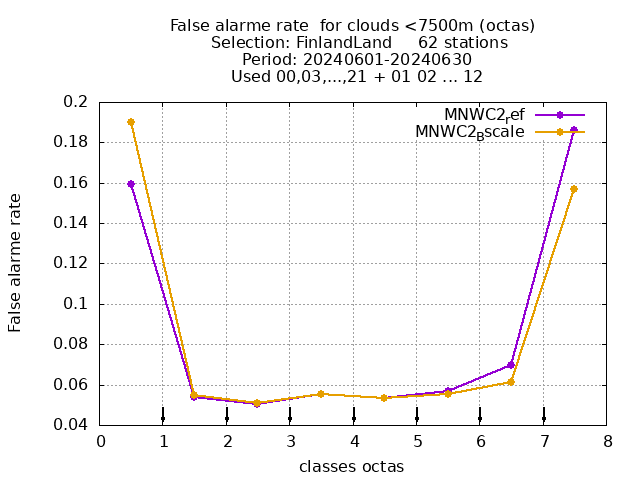 False alarme rate  for clouds <7500m (octas)
Selection: FinlandLand     62 stations
Period: 20240601-20240630
Used 00,03,...,21 + 01 02 ... 12
MNWC2ref
MNWC2Bscale
False alarme rate
0.2
0.18
0.16
0.14
0.12
0.1
0.08
0.06
0.04
0 1 2 3 4 5 6 7 8
classes octas